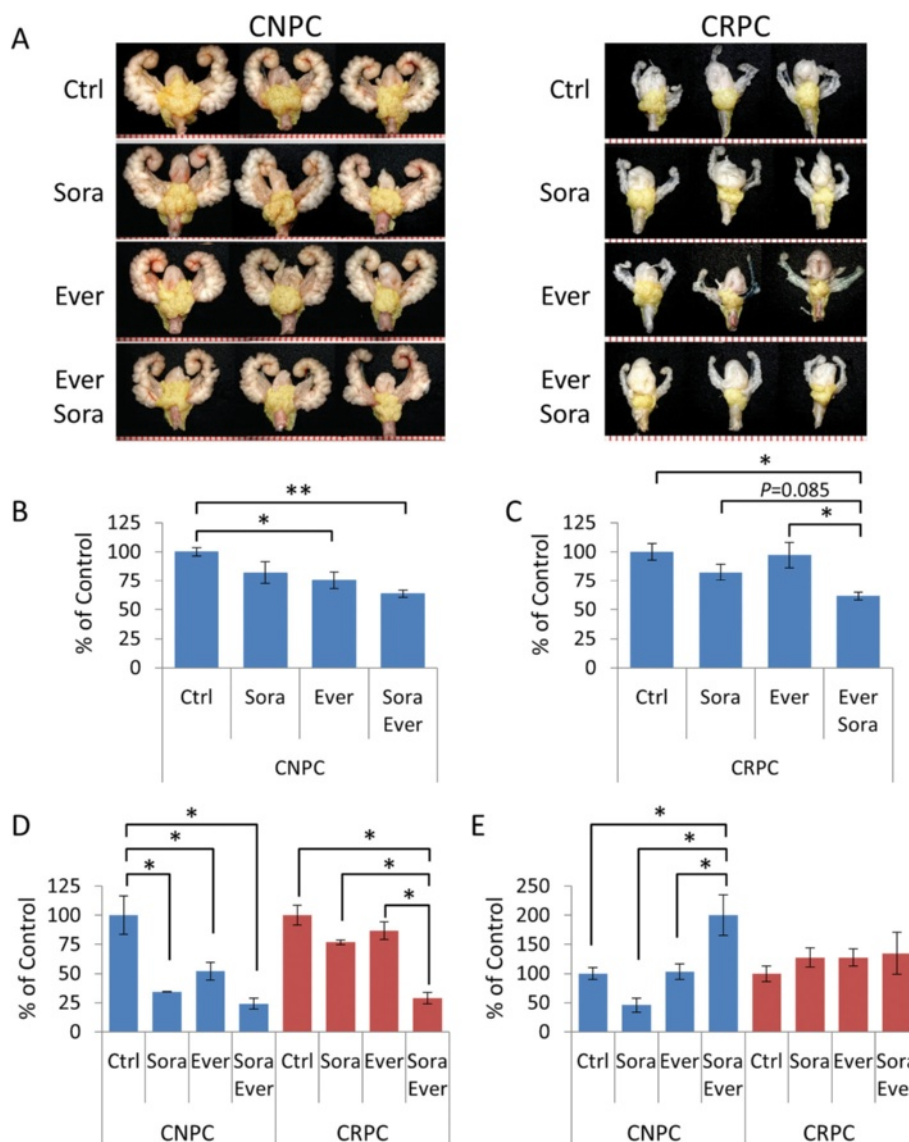 A
CNPC
CRPC
Ctrl
Ctrl
Sora
Sora
Ever
Ever
Ever
Sora
Ever
Sora
B
**
*
% of Control
125
100
75
50
25
0
Ctrl
Sora
Ever
Sora
Ever
CNPC
C
*
P=0.085
*
% of Control
125
100
75
50
25
0
Ctrl
Sora
Ever
Ever
Sora
CRPC
D
*
*
*
*
*
*
% of Control
125
100
75
50
25
0
Ctrl Sora Ever Sora Ctrl Sora Ever Sora
Ever Ever
CNPC CRPC
E
*
*
*
% of Control
250
200
150
100
50
0
Ctrl Sora Ever Sora Ctrl Sora Ever Sora
Ever Ever
CNPC CRPC